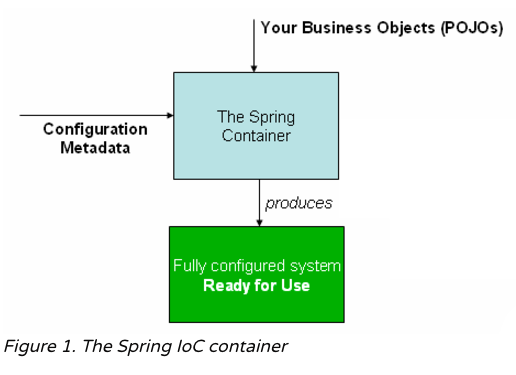 Your Business Objects (POJOs)
The Spring
Container
Configuration
Metadata
produces
Fully configured system
Ready for Use
Figure 1. The Spring IoC container